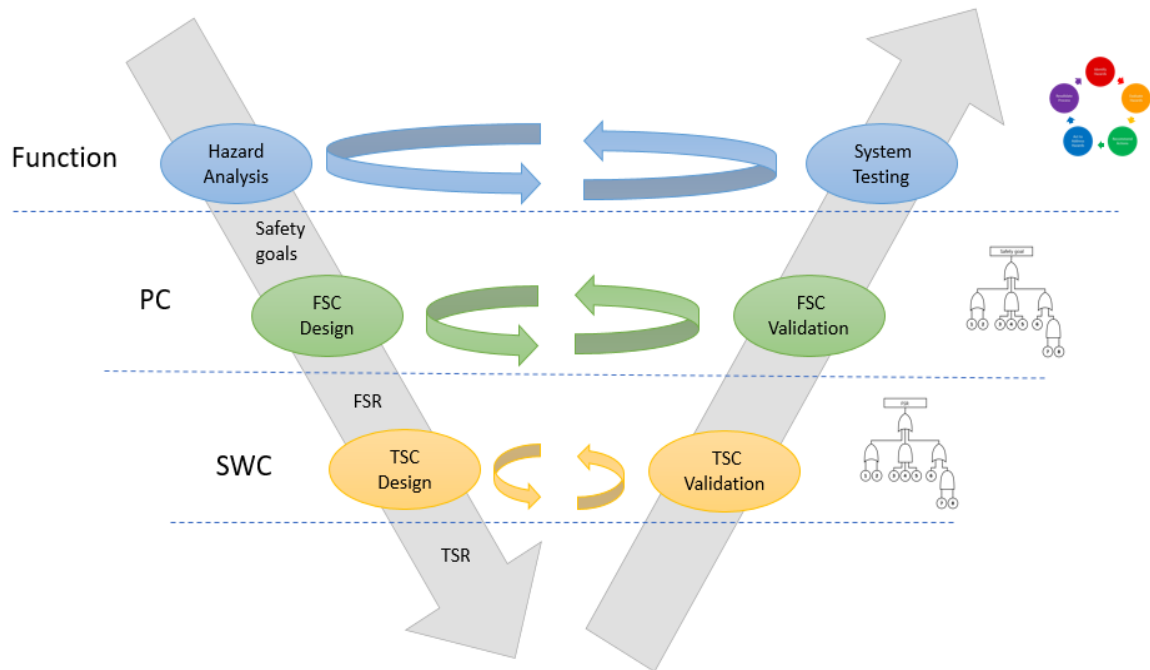 Function
Hazard
Analysis
System
Testing
Safety
goals
PC
FSC
Design
FSC
Validation
Safety goal
FSR
SWC
TSC
Design
TSC
Validation
FSR
TSR